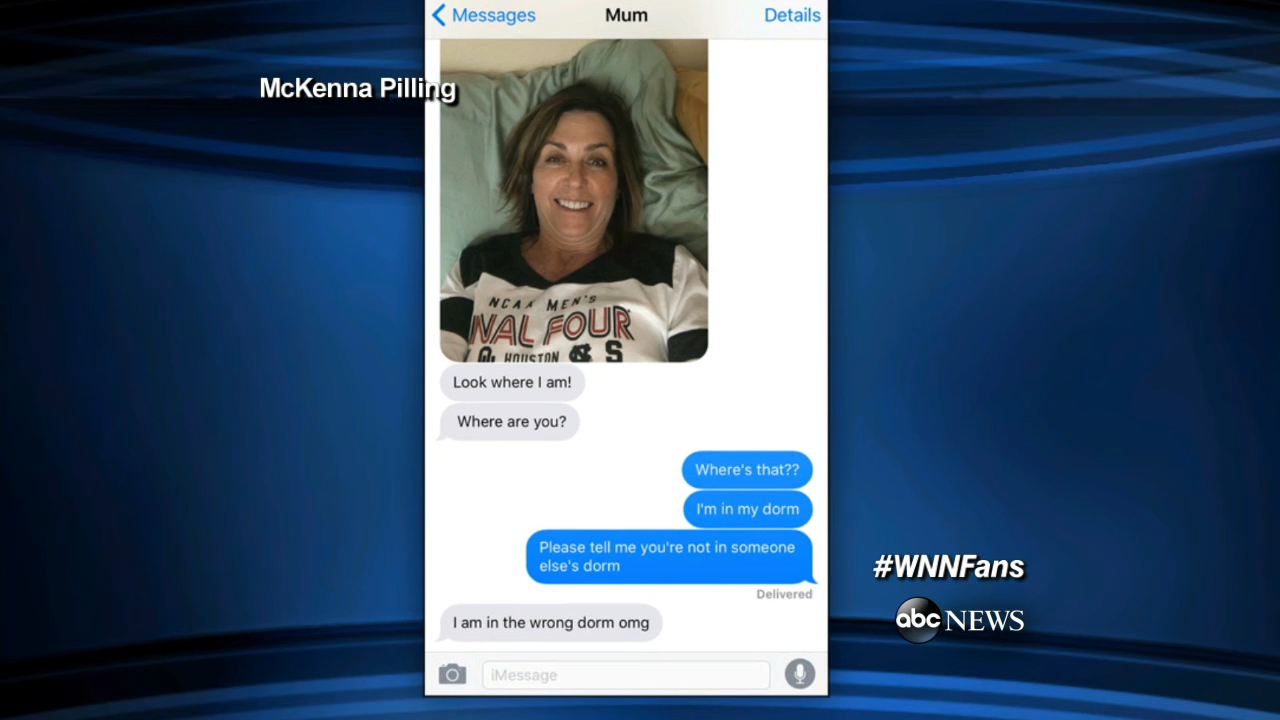 Messages Mum Details
McKenna Pilling
NCAA MEN'S
NAL FOUR
HOUSTON
Look where I am!
Where are you?
Where's that??
I'm in my dorm
Please tell me you're not in someone
else's dorm
Delivered
I am in the wrong dorm omg
iMessage
#WNNFans
abc NEWS